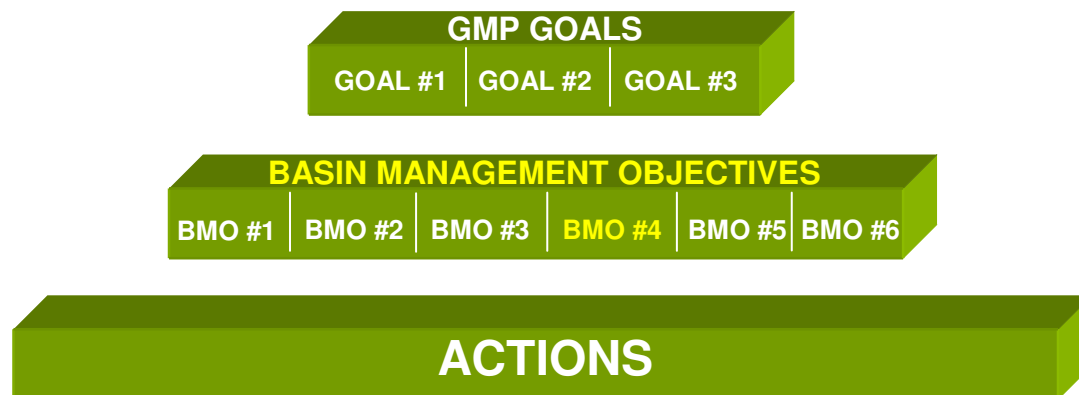 GMP GOALS
GOAL #1 GOAL #2 GOAL #3
BASIN MANAGEMENT OBJECTIVES
BMO #1 BMO #2 BMO #3 BMO #4 BMO #5 BMO #6
ACTIONS